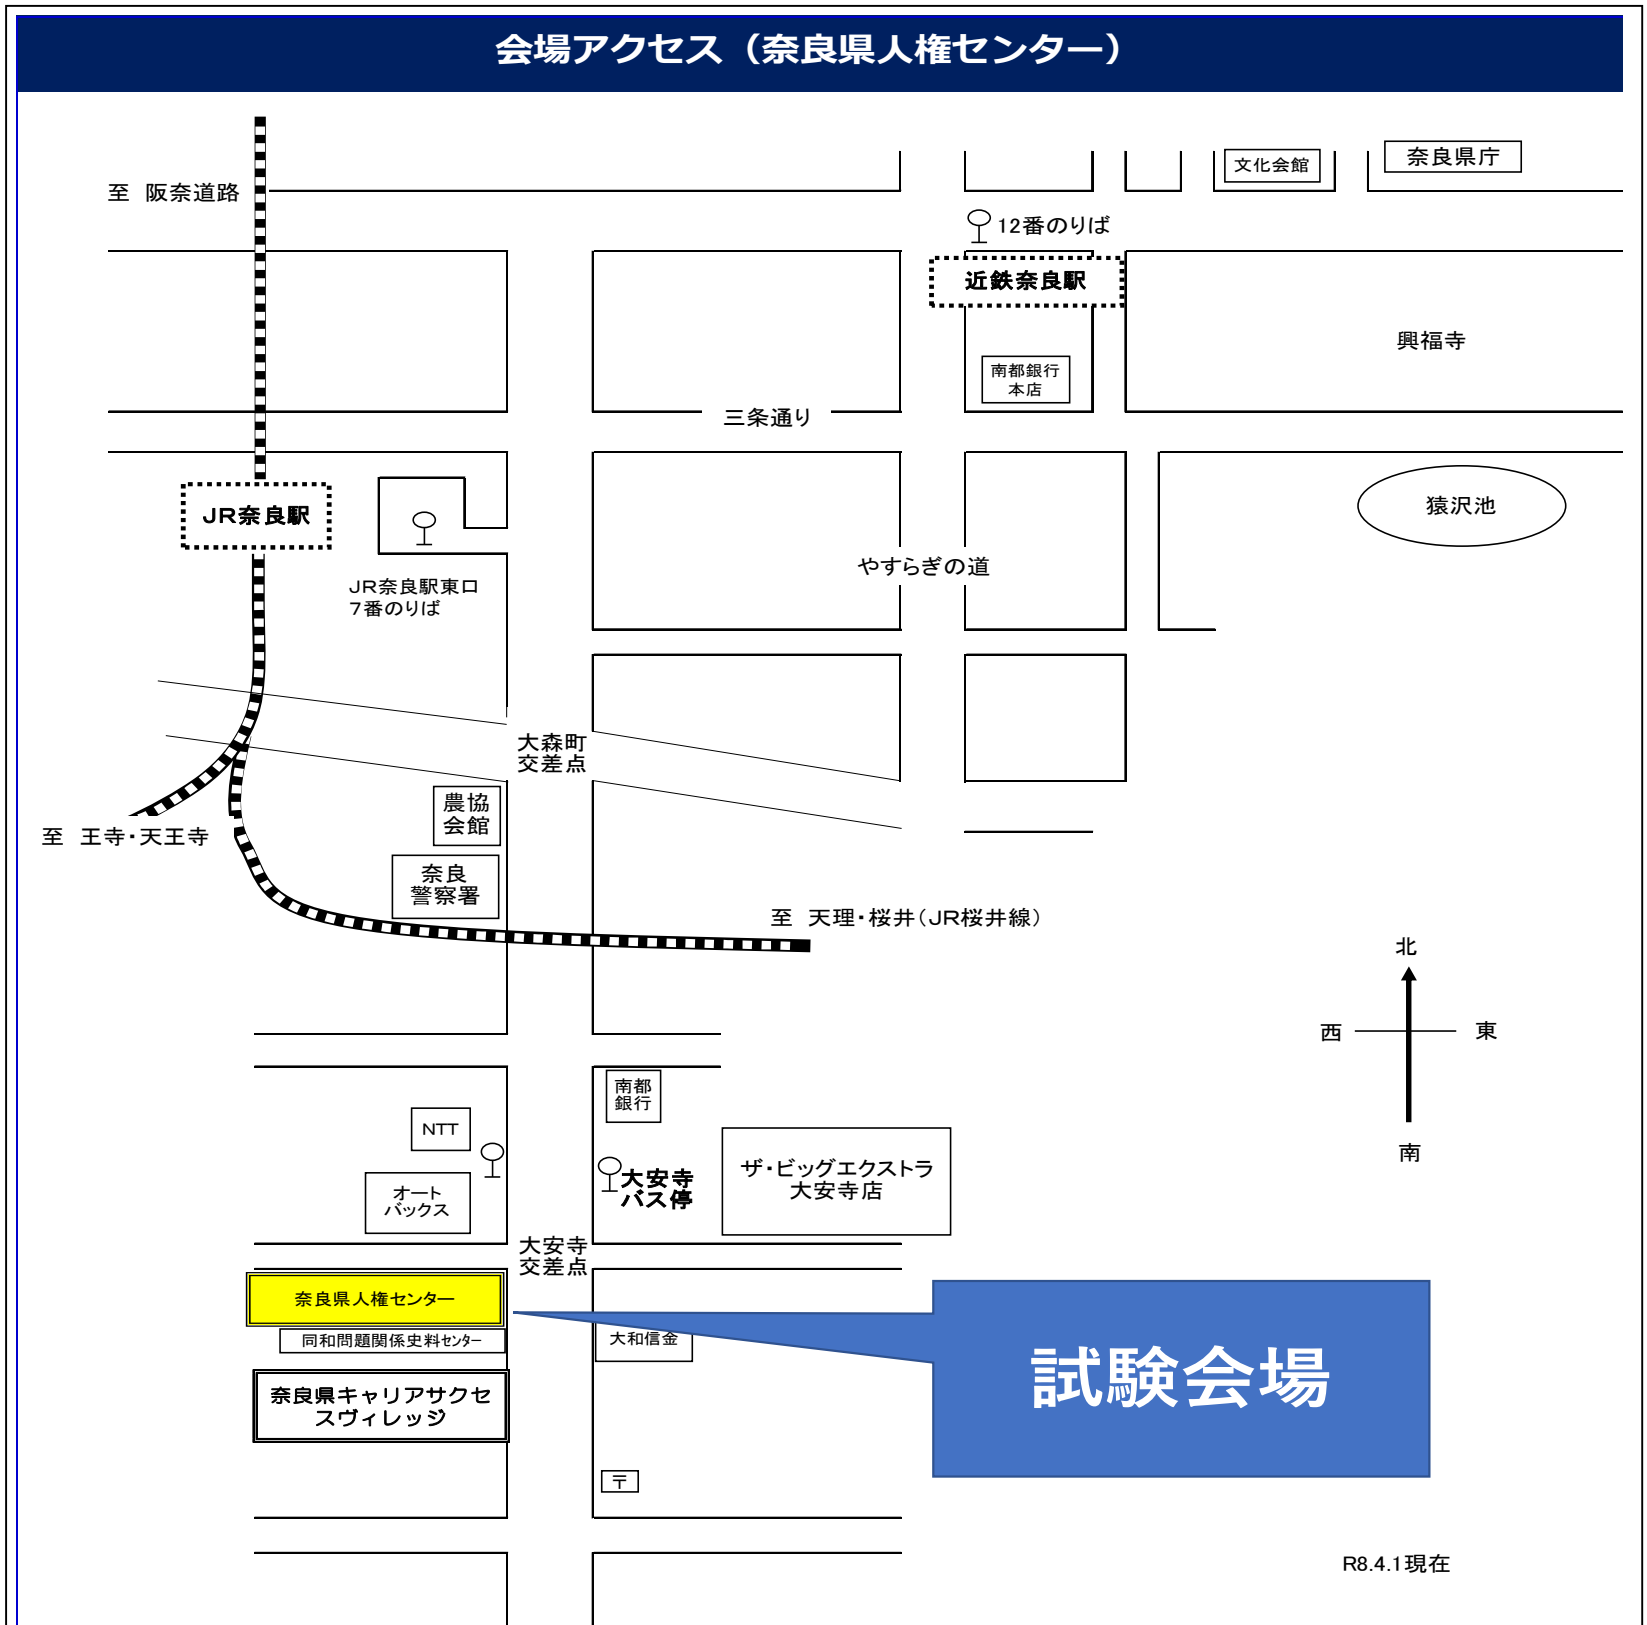 会場アクセス（奈良県人権センター）
文化会館
奈良県庁
至　阪奈道路
12番のりば
近鉄奈良駅
興福寺
南都銀行
本店
三条通り
JR奈良駅
猿沢池
やすらぎの道
JR奈良駅東口
7番のりば
大森町
交差点
農協
会館
至　王寺・天王寺
奈良
警察署
至　天理・桜井（JR桜井線）
北
西
東
南
南都
銀行
NTT
ザ・ビッグエクストラ
大安寺店
大安寺
バス停
オート
バックス
大安寺
交差点
奈良県人権センター
同和問題関係史料センター
大和信金
試験会場
奈良県キャリアサクセ
スヴィレッジ
〒
R8.4.1現在